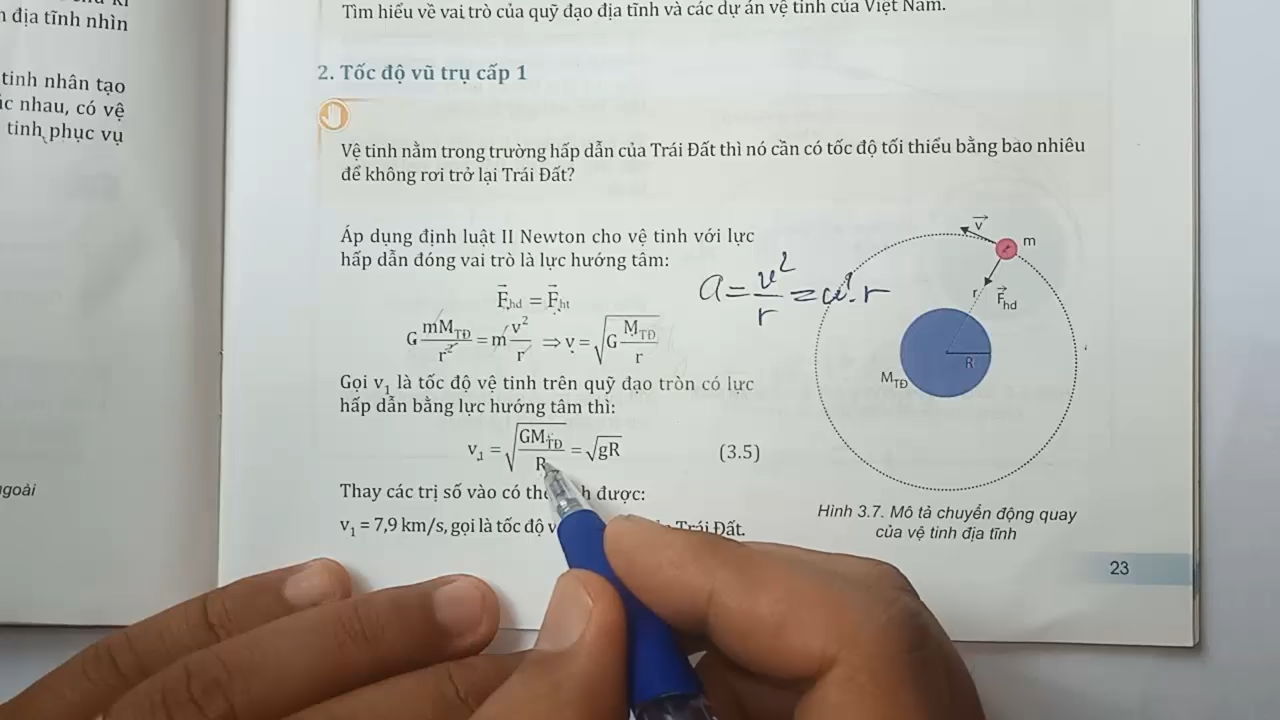 địa tĩnh nhìn
tinh nhân tạo
nhau, có vệ
tinh phục vụ
ngoài
Tìm hiểu về vai trò của quỹ đạo địa tĩnh và các dự án vệ tinh của Việt Nam.
2. Tốc độ vũ trụ cấp 1
Vệ tinh nằm trong trường hấp dẫn của Trái Đất thì nó cần có tốc độ tối thiểu bằng bao nhiêu
để không rơi trở lại Trái Đất?
Áp dụng định luật II Newton cho vệ tinh với lực
hấp dẫn đóng vai trò là lực hướng tâm:
F⃗hd = F⃗ht
G mM_TĐ/r² = m v²/r ⇒ v = √(G M_TĐ/r)
a = v²/r = ω².r
Gọi v₁ là tốc độ vệ tinh trên quỹ đạo tròn có lực
hấp dẫn bằng lực hướng tâm thì:
v₁ = √(GM_TĐ/R) = √gR (3.5)
Thay các trị số vào có được:
v₁ = 7,9 km/s, gọi là tốc độ Trái Đất.
v⃗
m
r
F⃗hd
R
M_TĐ
Hình 3.7. Mô tả chuyển động quay
của vệ tinh địa tĩnh
23